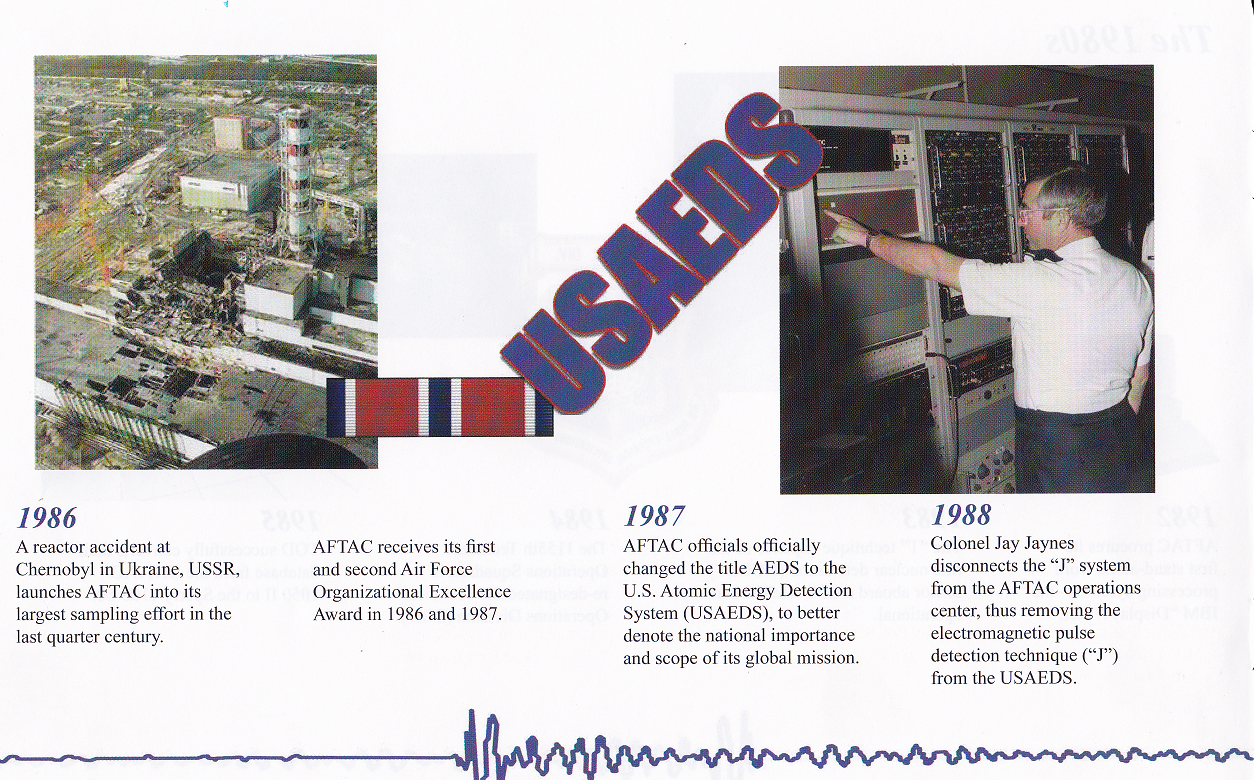 USAEDS
1986
A reactor accident at
Chernobyl in Ukraine, USSR,
launches AFTAC into its
largest sampling effort in the
last quarter century.
AFTAC receives its first
and second Air Force
Organizational Excellence
Award in 1986 and 1987.
1987
AFTAC officials officially
changed the title AEDS to the
U.S. Atomic Energy Detection
System (USAEDS), to better
denote the national importance
and scope of its global mission.
1988
Colonel Jay Jaynes
disconnects the “J” system
from the AFTAC operations
center, thus removing the
electromagnetic pulse
detection technique (“J”)
from the USAEDS.